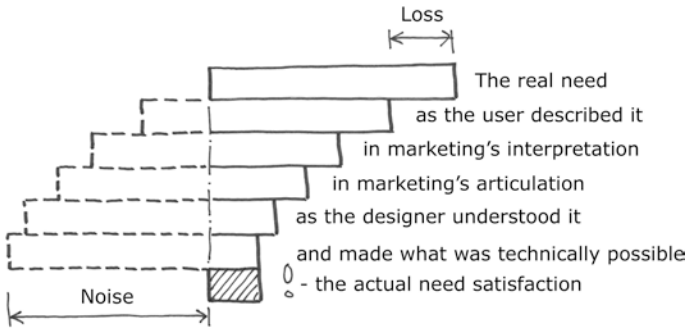 Loss
The real need
as the user described it
in marketing's interpretation
in marketing's articulation
as the designer understood it
and made what was technically possible
! - the actual need satisfaction
Noise